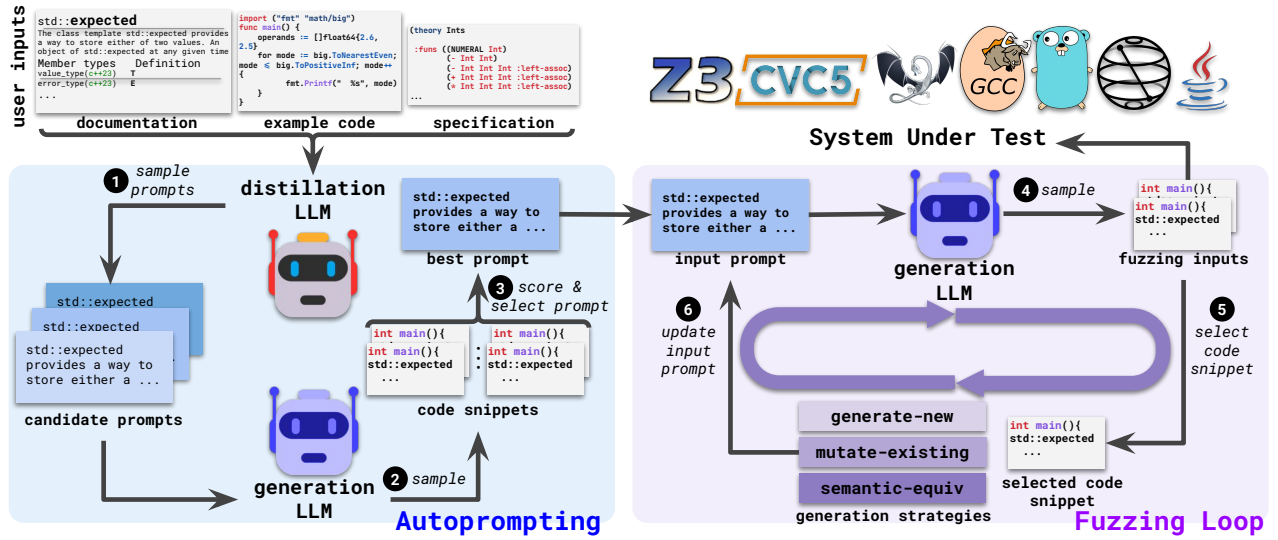 user inputs
std::expected
The class template std::expected provides
a way to store either of two values. An
object of std::expected at any given time
Member types Definition
value_type(c++23) T
error_type(c++23) E
...
documentation
import ("fmt" "math/big")
func main() {
operands := []float64{2.6,
2.5}
for mode := big.ToNearestEven;
mode ⩽ big.ToPositiveInf; mode++
{
fmt.Printf("  %s", mode)
}
}
example code
(theory Ints
:funs ((NUMERAL Int)
(- Int Int)
(- Int Int Int :left-assoc)
(+ Int Int Int :left-assoc)
(* Int Int Int :left-assoc)
...
specification
Z3
CVC5
GCC
System Under Test
1 sample
prompts
distillation
LLM
std::expected
std::expected
std::expected
provides a way to
store either a ...
candidate prompts
generation
LLM
2 sample
int main(){
int main(){
std::expected
...
:
int main(){
int main(){
std::expected
...
code snippets
3 score &
select prompt
std::expected
provides a way to
store either a ...
best prompt
Autoprompting
std::expected
provides a way to
store either a ...
input prompt
generation
LLM
4 sample
int main(){
int main(){
std::expected
...
fuzzing inputs
5
select
code
snippet
int main(){
std::expected
...
selected code
snippet
generate-new
mutate-existing
semantic-equiv
generation strategies
6
update
input
prompt
Fuzzing Loop